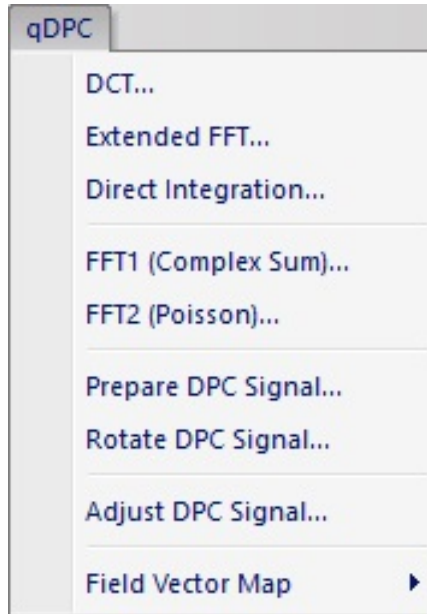 qDPC
DCT...
Extended FFT...
Direct Integration...
FFT1 (Complex Sum)...
FFT2 (Poisson)...
Prepare DPC Signal...
Rotate DPC Signal...
Adjust DPC Signal...
Field Vector Map